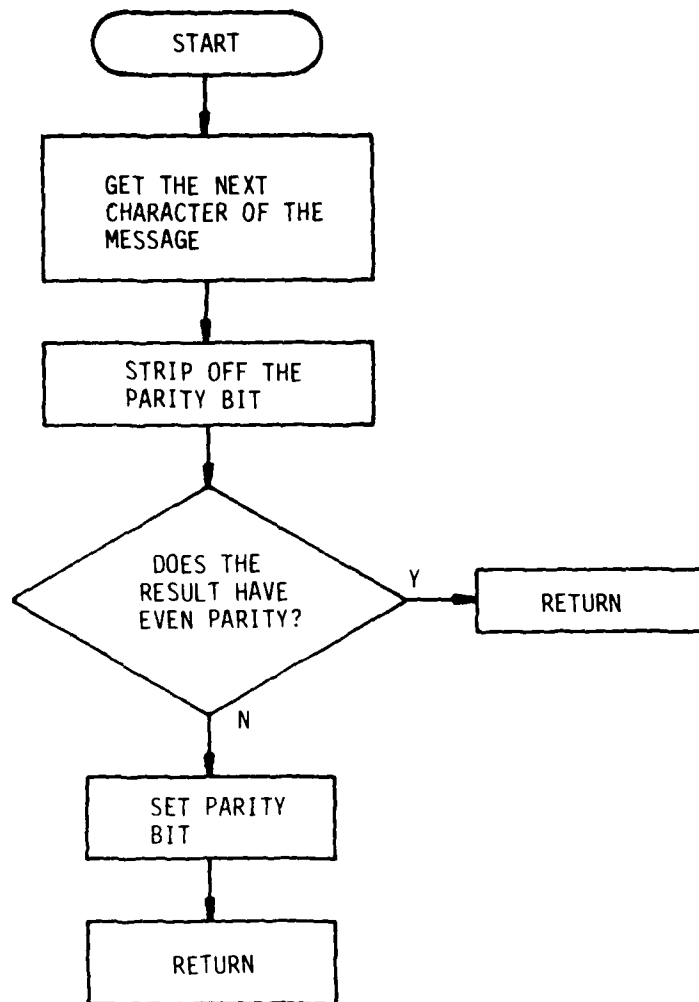 START
GET THE NEXT
CHARACTER OF THE
MESSAGE
STRIP OFF THE
PARITY BIT
DOES THE
RESULT HAVE
EVEN PARITY?
Y
RETURN
N
SET PARITY
BIT
RETURN